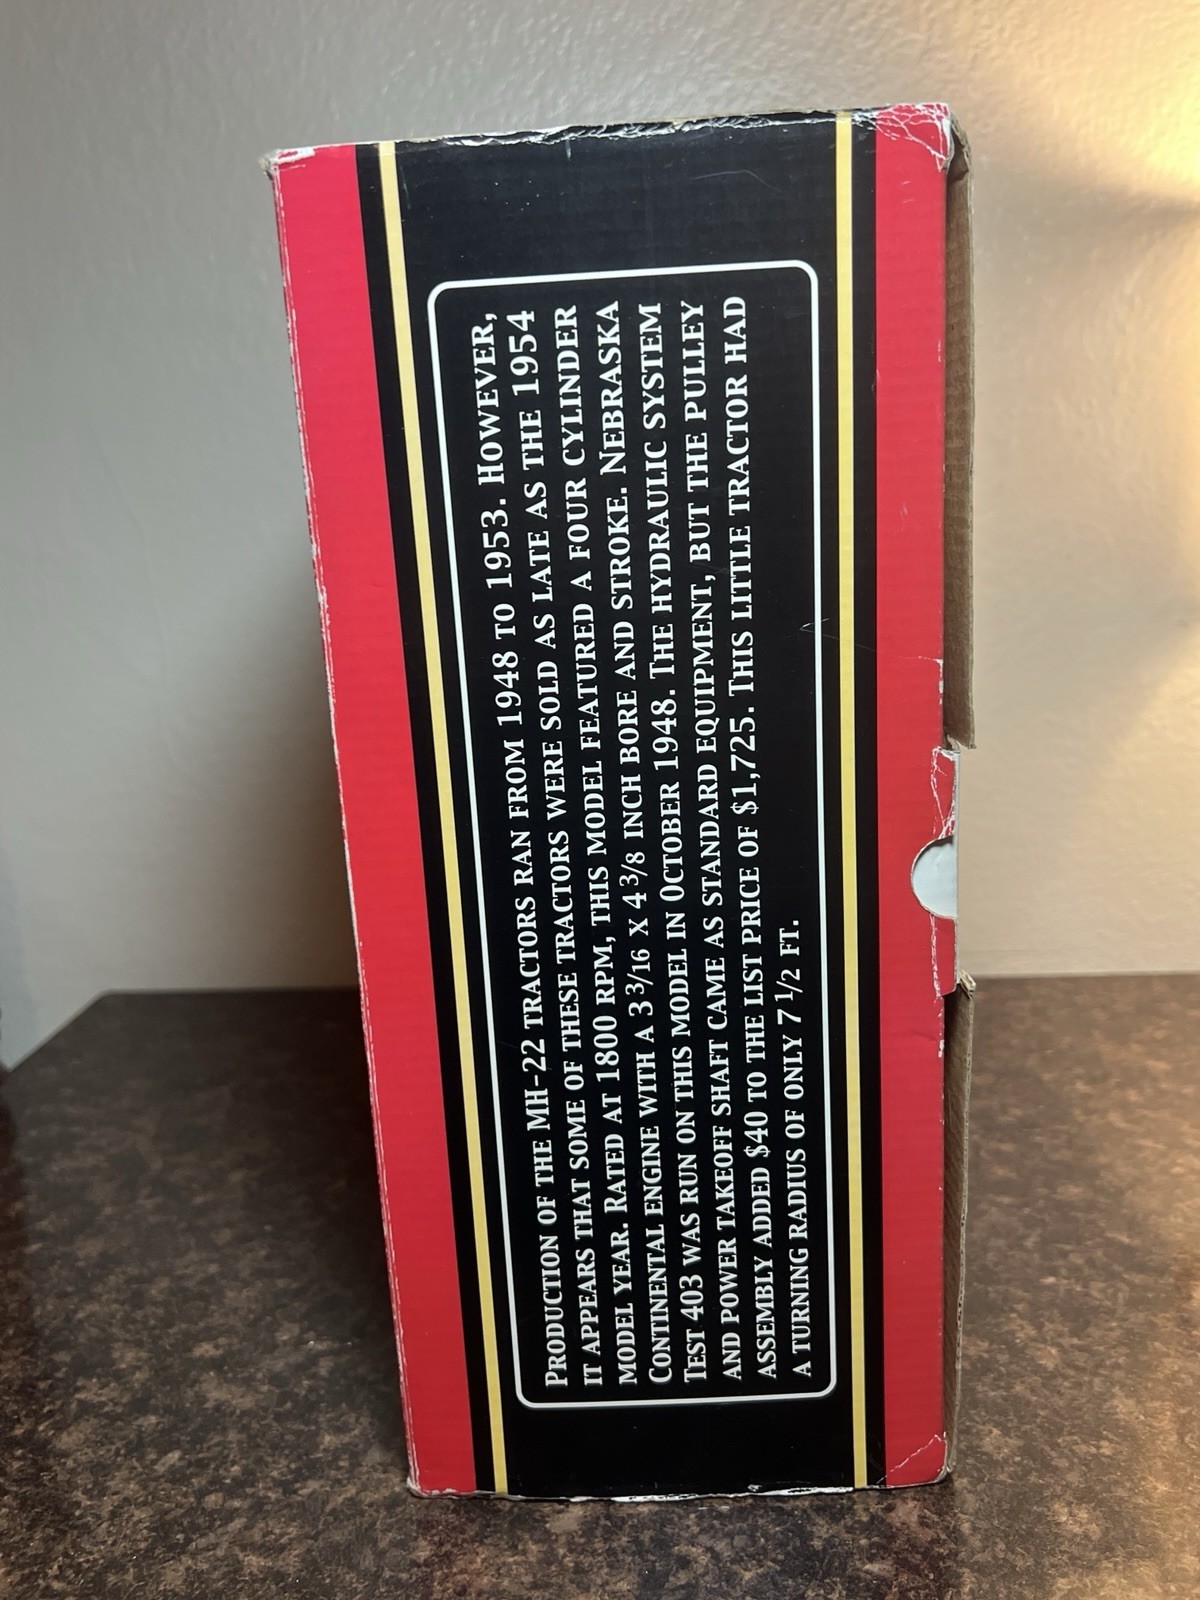 PRODUCTION OF THE MH-22 TRACTORS RAN FROM 1948 TO 1953. HOWEVER,
IT APPEARS THAT SOME OF THESE TRACTORS WERE SOLD AS LATE AS THE 1954
MODEL YEAR. RATED AT 1800 RPM, THIS MODEL FEATURED A FOUR CYLINDER
CONTINENTAL ENGINE WITH A 3 3/16 X 4 3/8 INCH BORE AND STROKE. NEBRASKA
TEST 403 WAS RUN ON THIS MODEL IN OCTOBER 1948. THE HYDRAULIC SYSTEM
AND POWER TAKEOFF SHAFT CAME AS STANDARD EQUIPMENT, BUT THE PULLEY
ASSEMBLY ADDED $40 TO THE LIST PRICE OF $1,725. THIS LITTLE TRACTOR HAD
A TURNING RADIUS OF ONLY 7 1/2 FT.